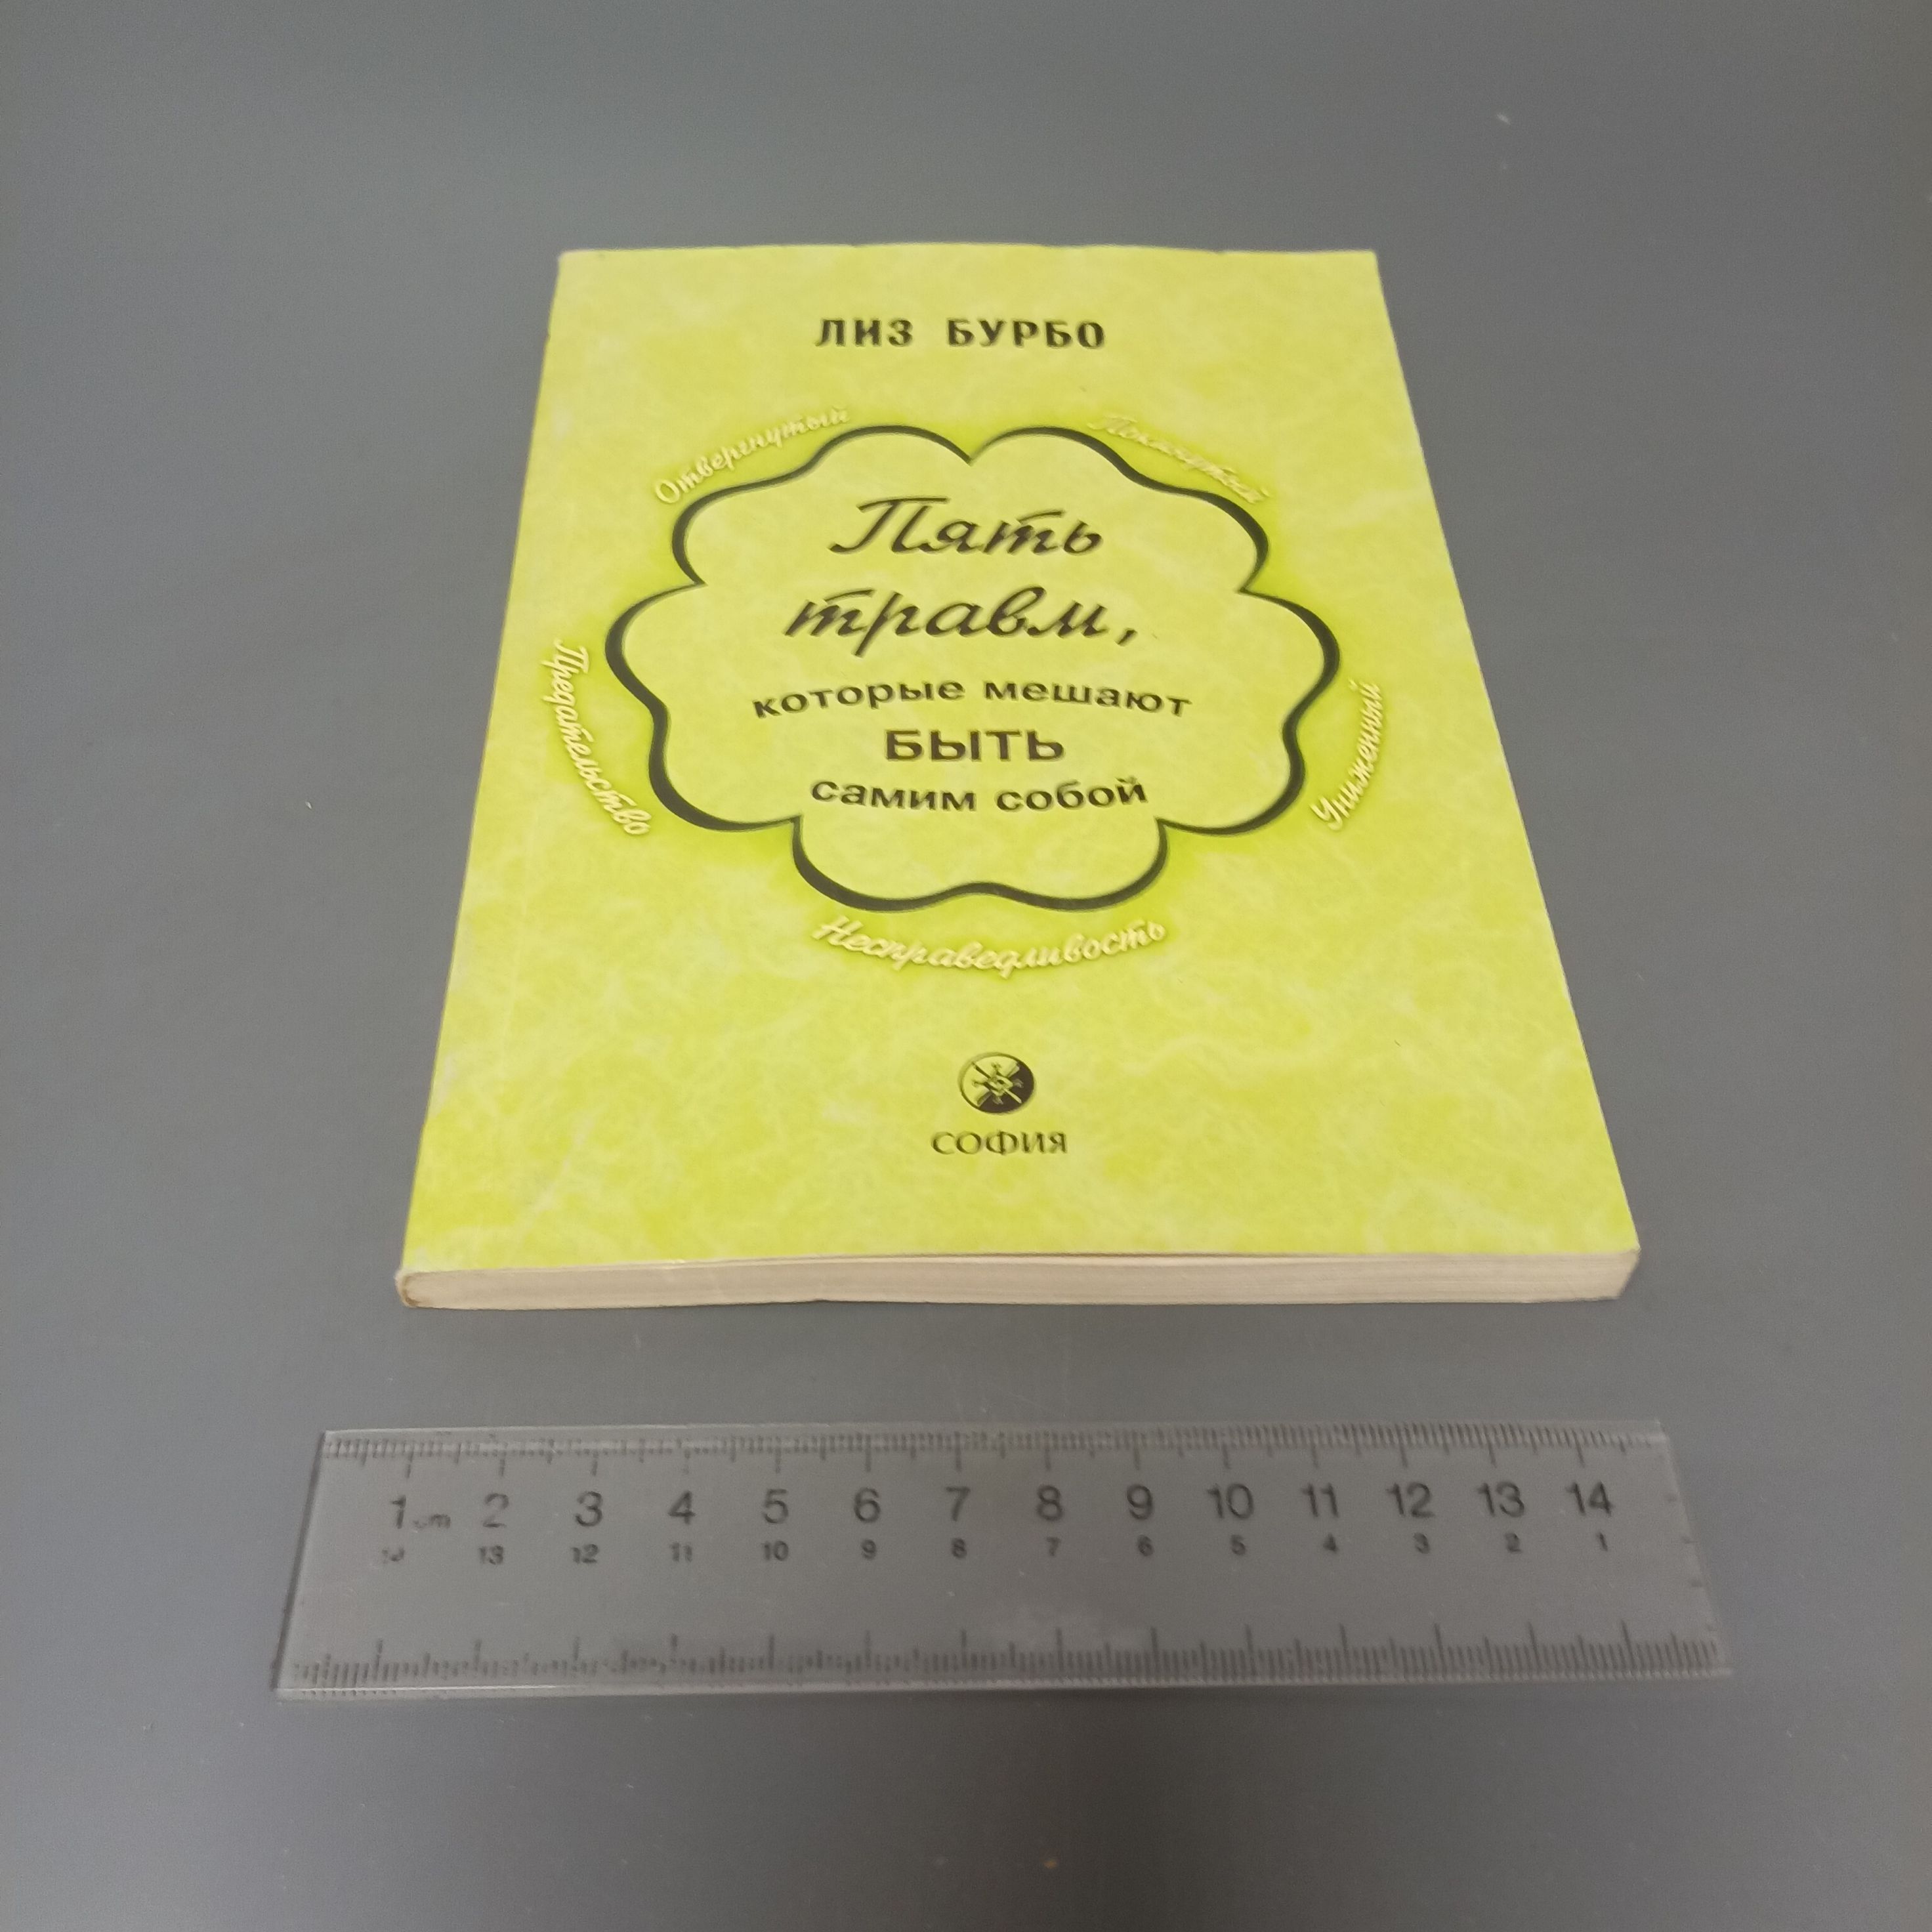 ЛИЗ БУРБО
Отвергнутый
Покинутый
Пять
травм,
которые мешают
БЫТЬ
самим собой
Предательство
Униженный
Несправедливость
СОФИЯ
1 cm 2 3 4 5 6 7 8 9 10 11 12 13 14
14 13 12 11 10 9 8 7 6 5 4 3 2 1